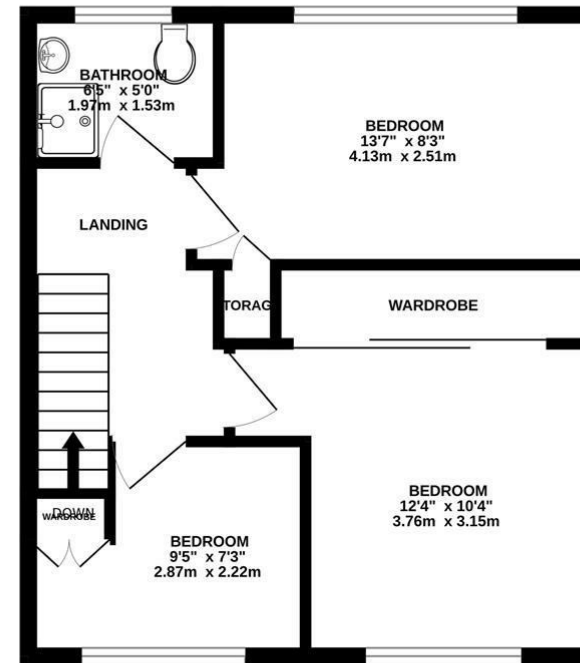 BATHROOM
6'5" x 5'0"
1.97m x 1.53m
BEDROOM
13'7" x 8'3"
4.13m x 2.51m
LANDING
TORAG
WARDROBE
BEDROOM
12'4" x 10'4"
3.76m x 3.15m
DOWN
WARDROBE
BEDROOM
9'5" x 7'3"
2.87m x 2.22m